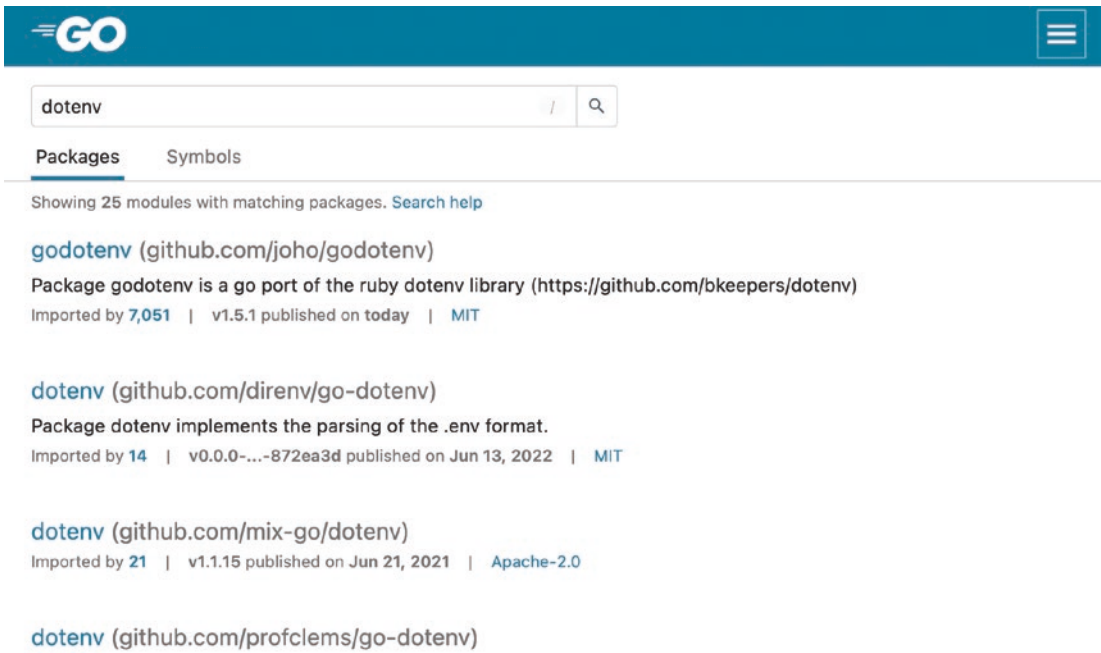 GO
dotenv /
Packages Symbols
Showing 25 modules with matching packages. Search help
godotenv (github.com/joho/godotenv)
Package godotenv is a go port of the ruby dotenv library (https://github.com/bkeepers/dotenv)
Imported by 7,051 | v1.5.1 published on today | MIT
dotenv (github.com/direnv/go-dotenv)
Package dotenv implements the parsing of the .env format.
Imported by 14 | v0.0.0-...-872ea3d published on Jun 13, 2022 | MIT
dotenv (github.com/mix-go/dotenv)
Imported by 21 | v1.1.15 published on Jun 21, 2021 | Apache-2.0
dotenv (github.com/profclems/go-dotenv)